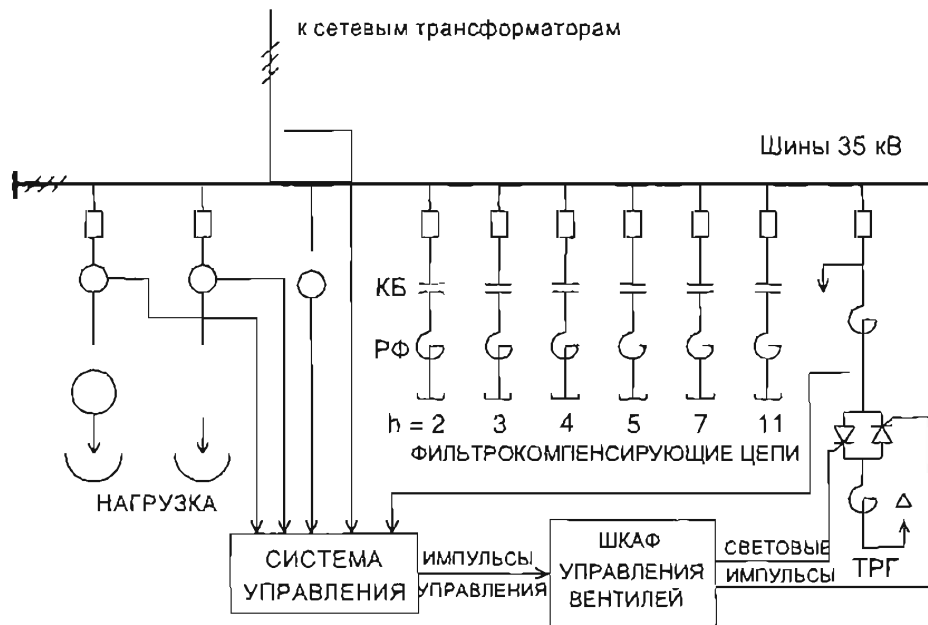 к сетевым трансформаторам
Шины 35 кВ
КБ
РФ
h = 2 3 4 5 7 11
ФИЛЬТРОКОМПЕНСИРУЮЩИЕ ЦЕПИ
НАГРУЗКА
Δ
СИСТЕМА
УПРАВЛЕНИЯ
ИМПУЛЬСЫ
УПРАВЛЕНИЯ
ШКАФ
УПРАВЛЕНИЯ
ВЕНТИЛЕЙ
СВЕТОВЫЕ
ИМПУЛЬСЫ
ТРГ